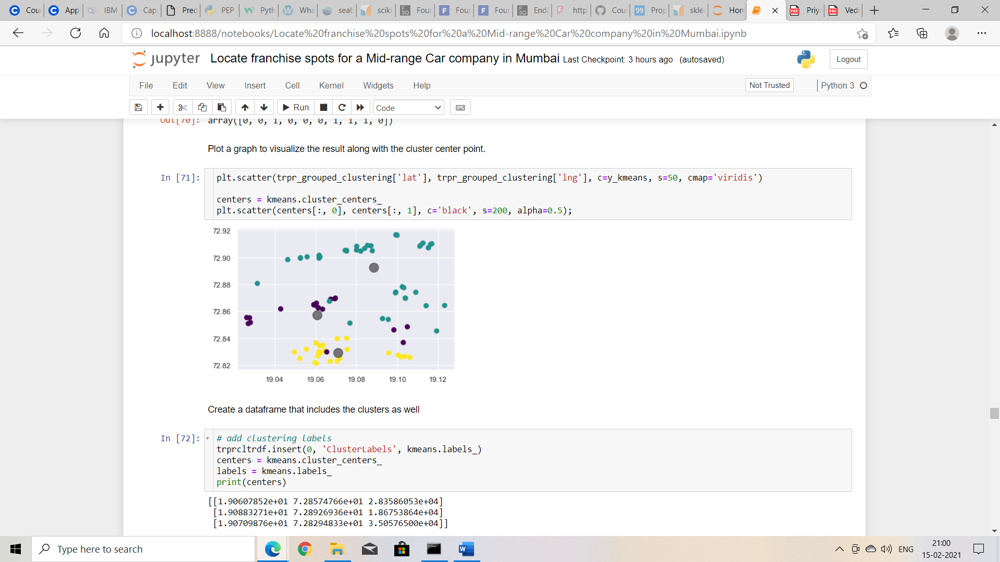 Cour
App
IBM
Caps
Pred
PEP
Pyth
Wha
seab
sciki
Four
Four
Four
Endp
http
Cour
Prop
skle
Hom
Priya
Vedi
localhost:8888/notebooks/Locate%20franchise%20spots%20for%20a%20Mid-range%20Car%20company%20in%20Mumbai.ipynb
jupyter Locate franchise spots for a Mid-range Car company in Mumbai Last Checkpoint: 3 hours ago (autosaved)
Logout
File Edit View Insert Cell Kernel Widgets Help
Not Trusted
Python 3
Run
Code
Out[70]: array([0, 0, 1, 0, 0, 0, 1, 1, 1, 0])
Plot a graph to visualize the result along with the cluster center point.
In [71]: plt.scatter(trpr_grouped_clustering['lat'], trpr_grouped_clustering['lng'], c=y_kmeans, s=50, cmap='viridis')
centers = kmeans.cluster_centers_
plt.scatter(centers[:, 0], centers[:, 1], c='black', s=200, alpha=0.5);
72.92
72.90
72.88
72.86
72.84
72.82
19.04 19.06 19.08 19.10 19.12
Create a dataframe that includes the clusters as well
In [72]: # add clustering labels
trprcltrdf.insert(0, 'ClusterLabels', kmeans.labels_)
centers = kmeans.cluster_centers_
labels = kmeans.labels_
print(centers)
[[1.90607852e+01 7.28574766e+01 2.83586053e+04]
[1.90883271e+01 7.28926936e+01 1.86753864e+04]
[1.90709876e+01 7.28294833e+01 3.50576500e+04]]
Type here to search
ENG
21:00
15-02-2021